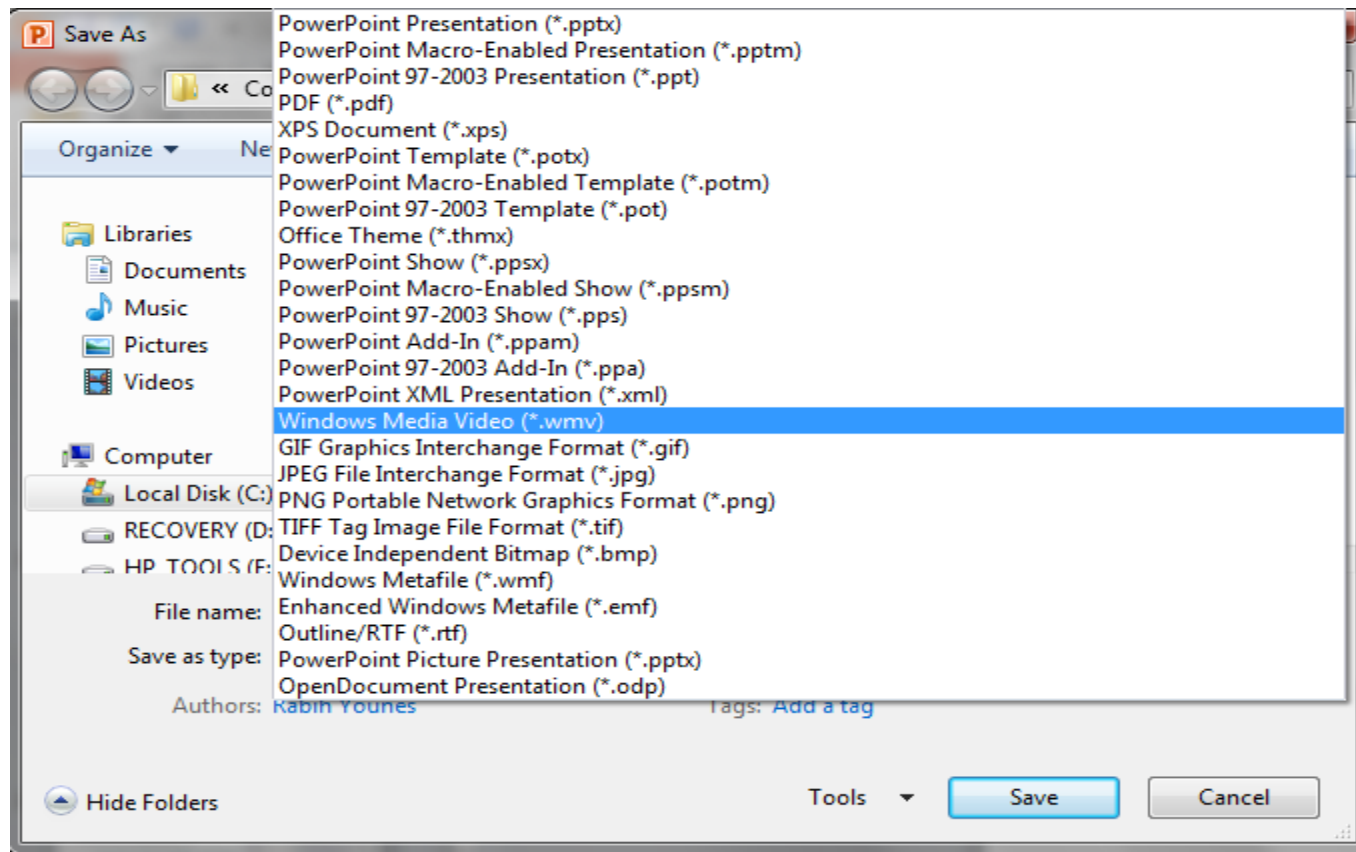 Save As
« Co
Organize
Ne
Libraries
Documents
Music
Pictures
Videos
Computer
Local Disk (C:)
RECOVERY (D:
HP_TOOLS (E:
PowerPoint Presentation (*.pptx)
PowerPoint Macro-Enabled Presentation (*.pptm)
PowerPoint 97-2003 Presentation (*.ppt)
PDF (*.pdf)
XPS Document (*.xps)
PowerPoint Template (*.potx)
PowerPoint Macro-Enabled Template (*.potm)
PowerPoint 97-2003 Template (*.pot)
Office Theme (*.thmx)
PowerPoint Show (*.ppsx)
PowerPoint Macro-Enabled Show (*.ppsm)
PowerPoint 97-2003 Show (*.pps)
PowerPoint Add-In (*.ppam)
PowerPoint 97-2003 Add-In (*.ppa)
PowerPoint XML Presentation (*.xml)
Windows Media Video (*.wmv)
GIF Graphics Interchange Format (*.gif)
JPEG File Interchange Format (*.jpg)
PNG Portable Network Graphics Format (*.png)
TIFF Tag Image File Format (*.tif)
Device Independent Bitmap (*.bmp)
Windows Metafile (*.wmf)
Enhanced Windows Metafile (*.emf)
Outline/RTF (*.rtf)
PowerPoint Picture Presentation (*.pptx)
OpenDocument Presentation (*.odp)
File name:
Save as type:
Authors: Rabih Younes
Tags: Add a tag
Hide Folders
Tools
Save
Cancel